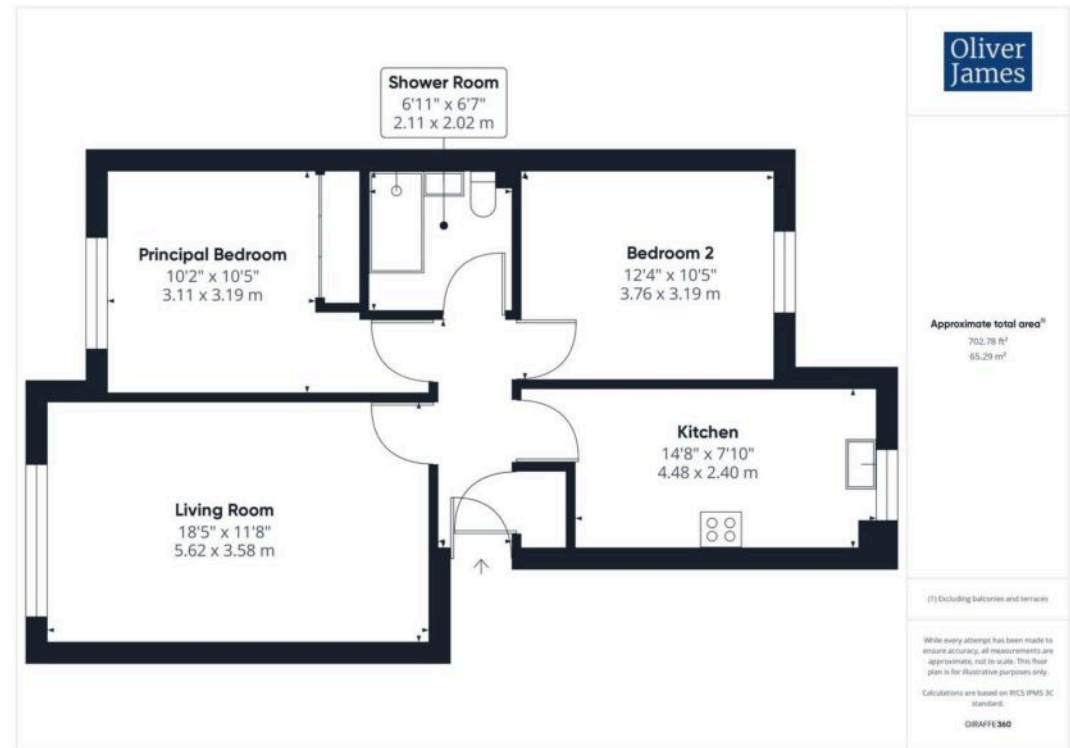 Oliver
James
Shower Room
6'11" x 6'7"
2.11 x 2.02 m
Principal Bedroom
10'2" x 10'5"
3.11 x 3.19 m
Bedroom 2
12'4" x 10'5"
3.76 x 3.19 m
Kitchen
14'8" x 7'10"
4.48 x 2.40 m
Living Room
18'5" x 11'8"
5.62 x 3.58 m
Approximate total area⁽¹⁾
702.78 ft²
65.29 m²
(1) Excluding balconies and terraces
While every attempt has been made to
ensure accuracy, all measurements are
approximate, not to scale. This floor
plan is for illustrative purposes only.
Calculations are based on RICS IPMS 3C
standard.
GIRAFFE360